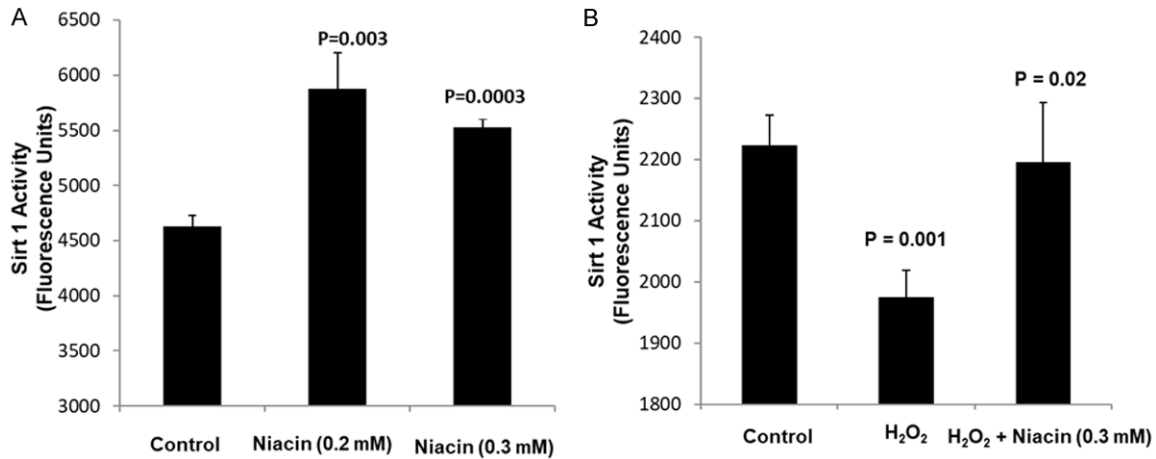 A
Sirt 1 Activity
(Fluorescence Units)
6500
6000
5500
5000
4500
4000
3500
3000
P=0.003
P=0.0003
Control
Niacin (0.2 mM)
Niacin (0.3 mM)
B
Sirt 1 Activity
(Fluorescence Units)
2400
2300
2200
2100
2000
1900
1800
P = 0.02
P = 0.001
Control
H₂O₂
H₂O₂ + Niacin (0.3 mM)